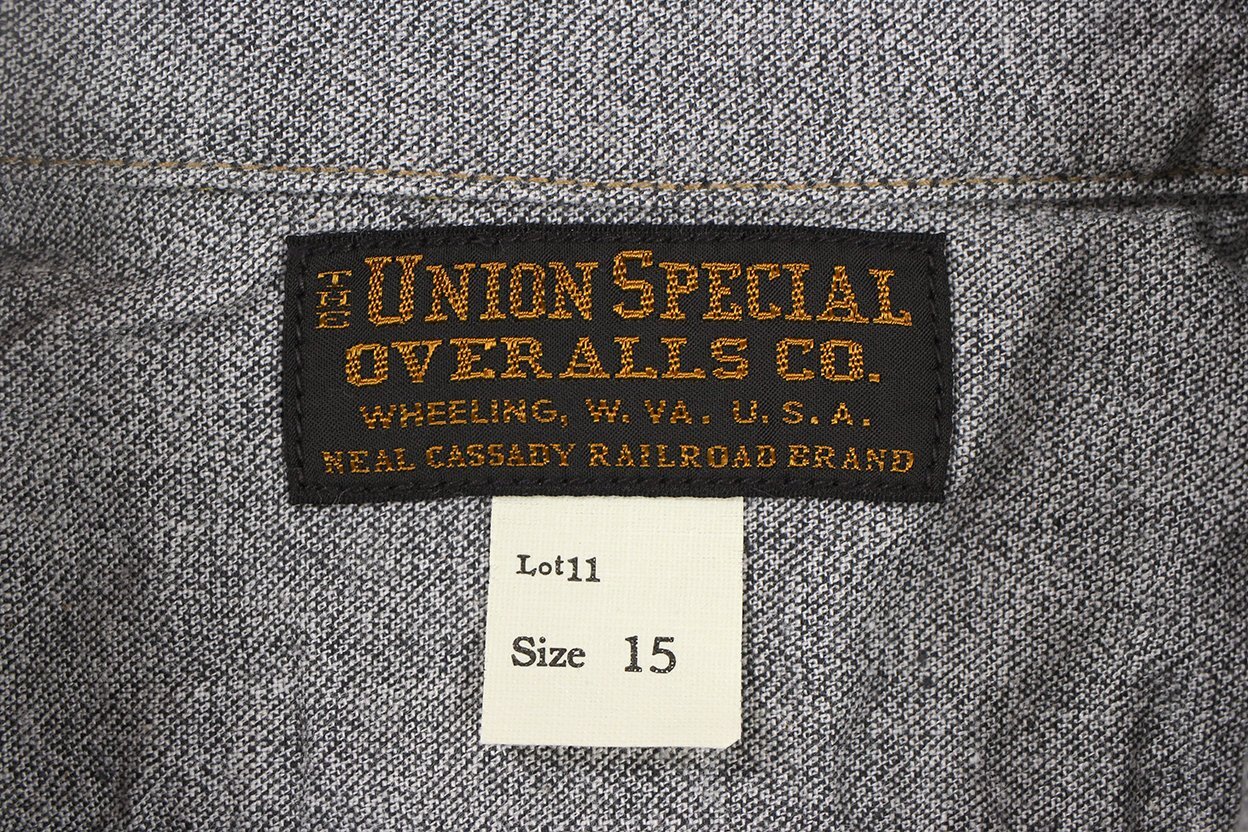 THE UNION SPECIAL
OVERALLS CO.
WHEELING, W. VA. U.S.A.
NEAL CASSADY RAILROAD BRAND
Lot11
Size 15